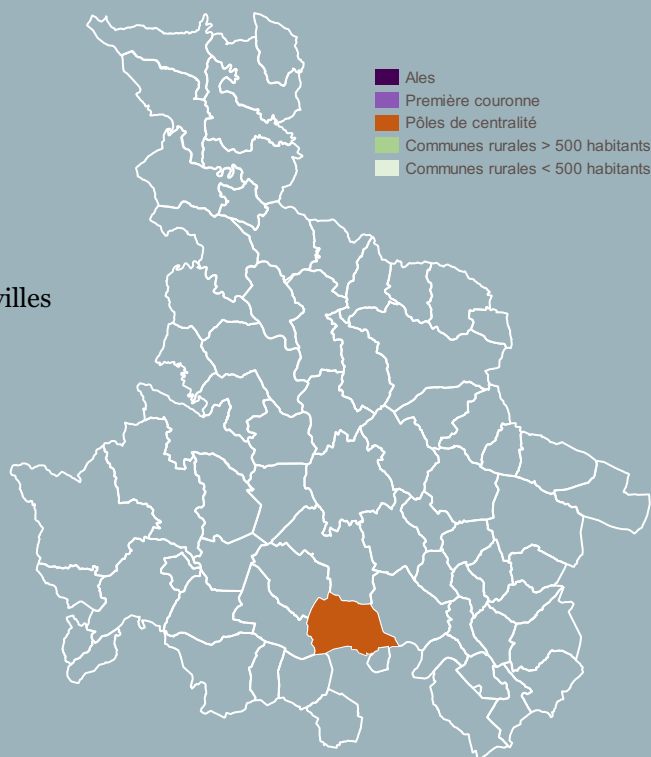 Ales
Première couronne
Pôles de centralité
Communes rurales > 500 habitants
Communes rurales < 500 habitants
villes